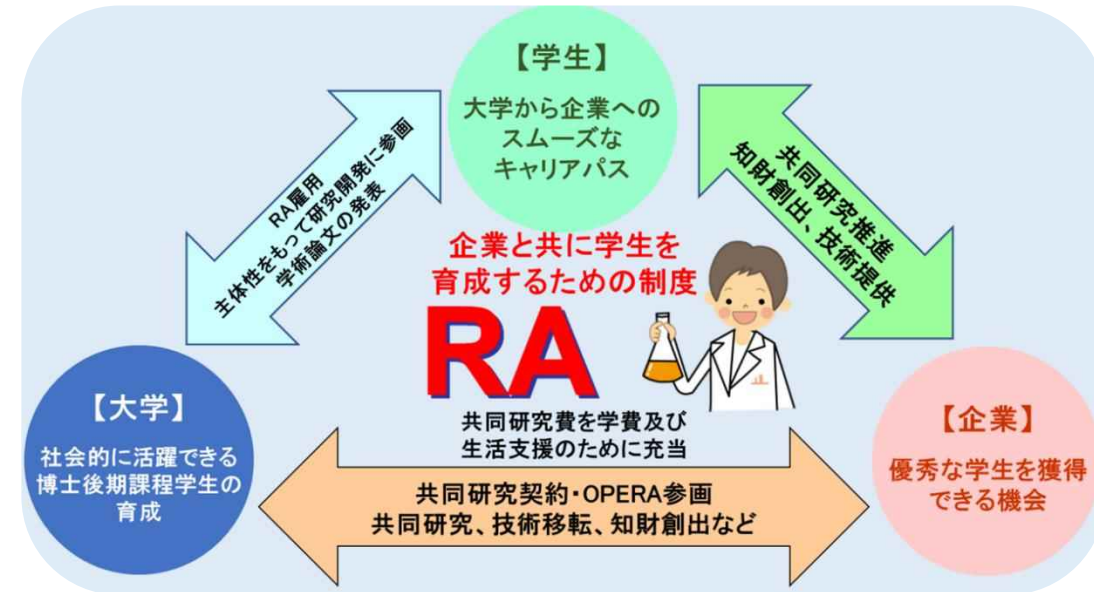 【学生】
大学から企業への
スムーズな
キャリアパス
RA雇用
主体性をもって研究開発に参画
学術論文の発表
共同研究推進
知財創出、技術提供
企業と共に学生を
育成するための制度
RA
共同研究費を学費及び
生活支援のために充当
【大学】
社会的に活躍できる
博士後期課程学生の
育成
【企業】
優秀な学生を獲得
できる機会
共同研究契約・OPERA参画
共同研究、技術移転、知財創出など